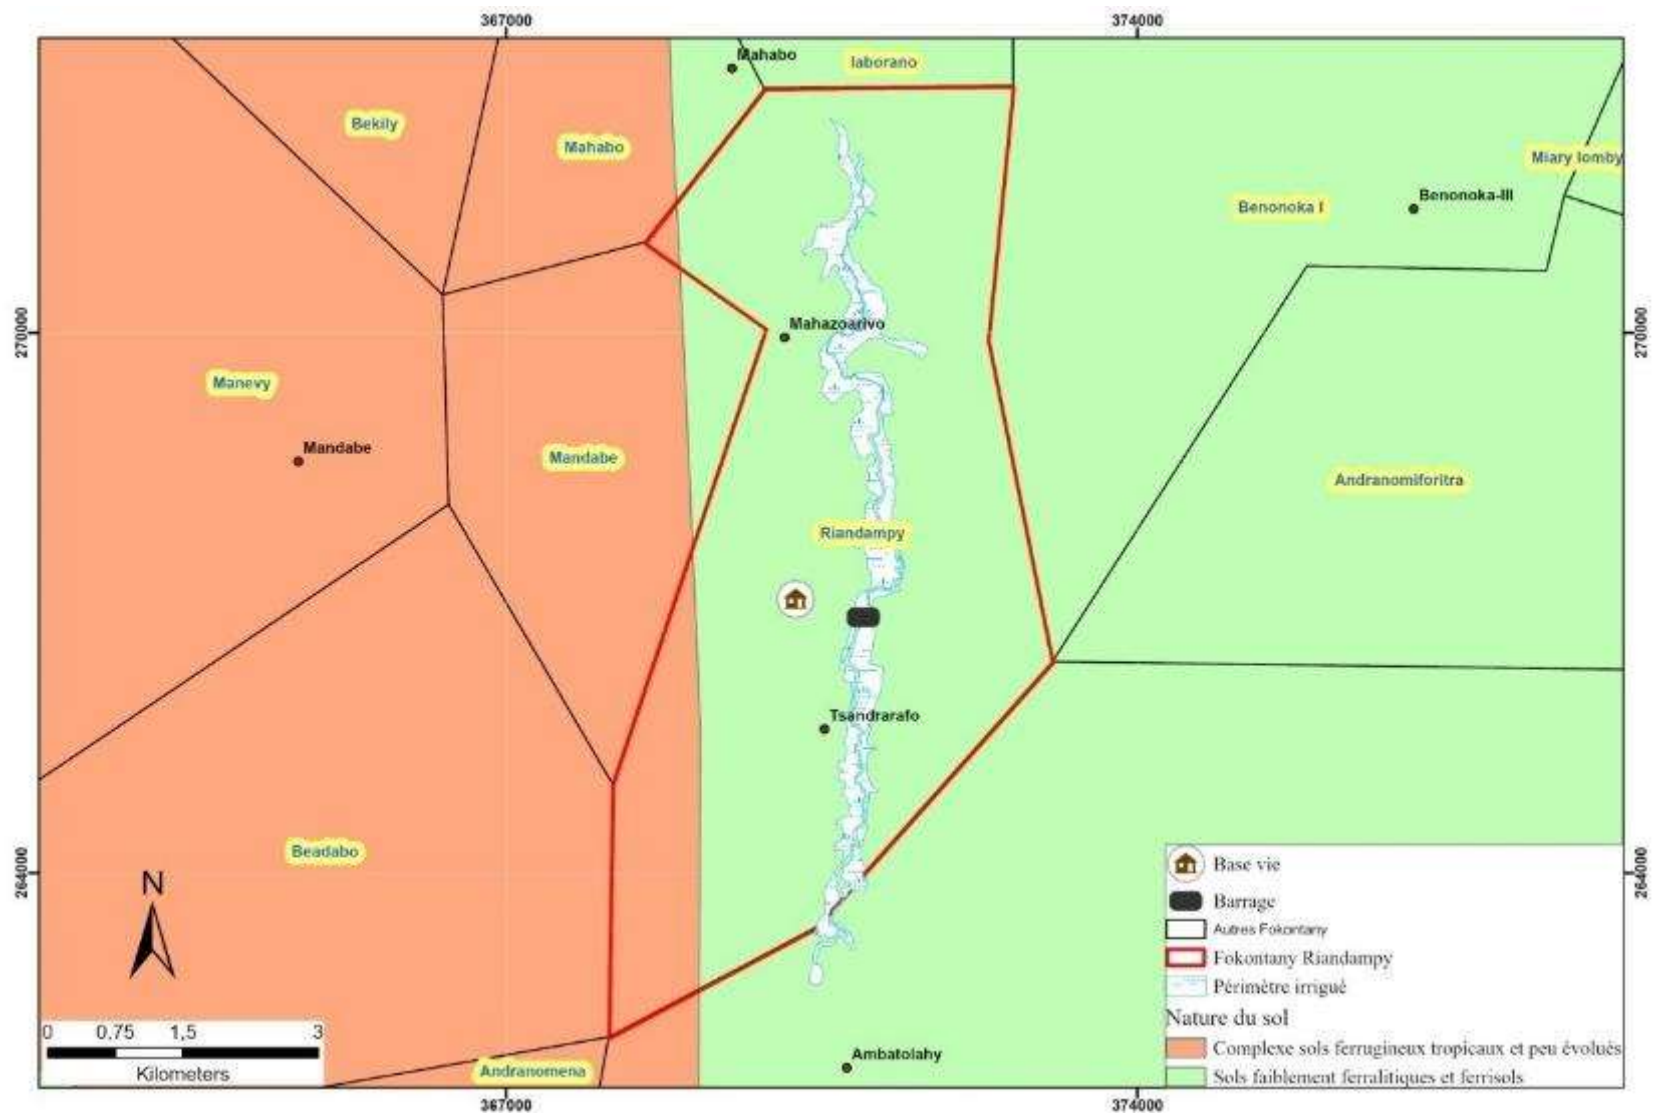 367000
374000
Mahabo
Iaborano
Bekily
Mahabo
Miary Iomby
Benonoka I
Benonoka-III
270000
270000
Mahazoarivo
Manevy
Mandabe
Mandabe
Andranomiforitra
Riandampy
Tsandrarafo
Beadabo
264000
264000
N
0 0,75 1,5 3
Kilometers
Andranomena
Ambatolahy
Base vie
Barrage
Autres Fokontany
Fokontany Riandampy
Périmètre irrigué
Nature du sol
Complexe sols ferrugineux tropicaux et peu évolués
Sols faiblement ferralitiques et ferrisols
367000
374000